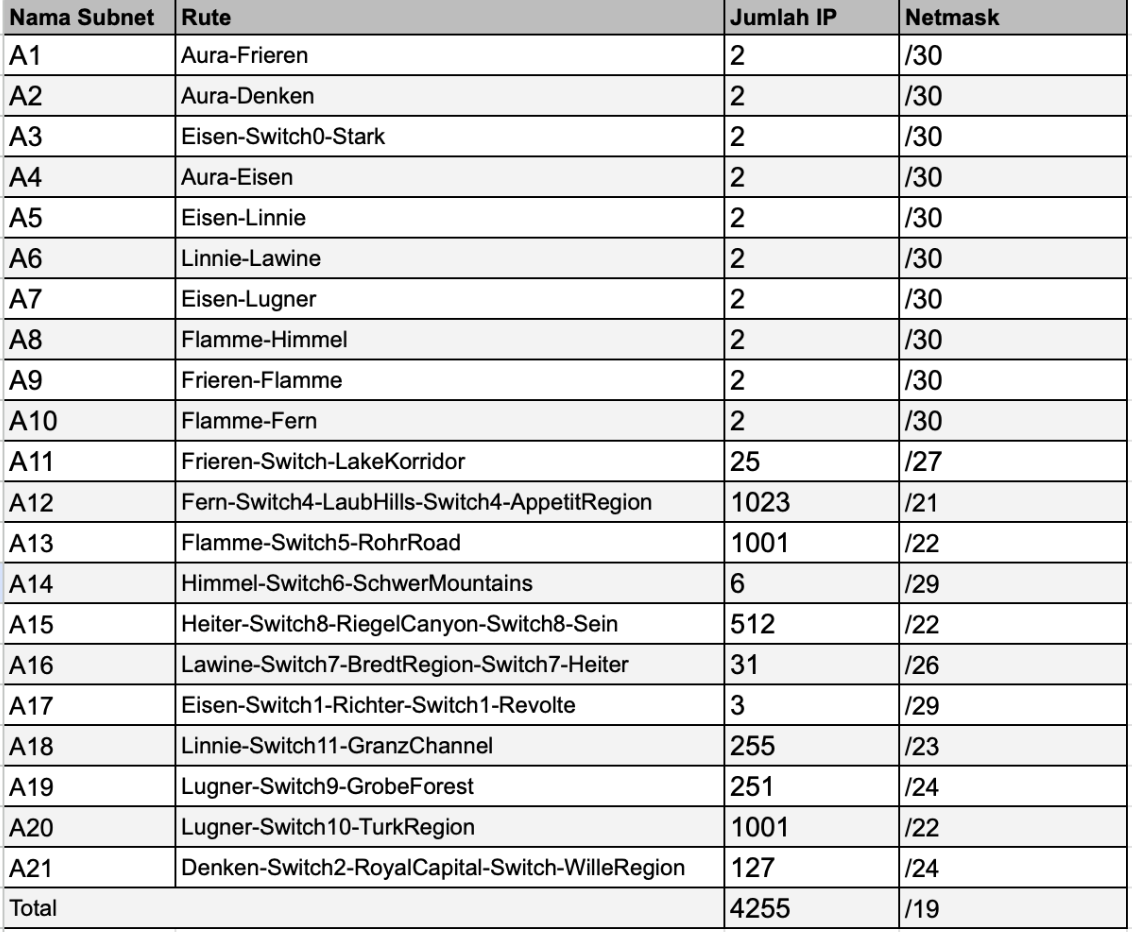 Nama Subnet Rute Jumlah IP Netmask
A1 Aura-Frieren 2 /30
A2 Aura-Denken 2 /30
A3 Eisen-Switch0-Stark 2 /30
A4 Aura-Eisen 2 /30
A5 Eisen-Linnie 2 /30
A6 Linnie-Lawine 2 /30
A7 Eisen-Lugner 2 /30
A8 Flamme-Himmel 2 /30
A9 Frieren-Flamme 2 /30
A10 Flamme-Fern 2 /30
A11 Frieren-Switch-LakeKorridor 25 /27
A12 Fern-Switch4-LaubHills-Switch4-AppetitRegion 1023 /21
A13 Flamme-Switch5-RohrRoad 1001 /22
A14 Himmel-Switch6-SchwerMountains 6 /29
A15 Heiter-Switch8-RiegelCanyon-Switch8-Sein 512 /22
A16 Lawine-Switch7-BredtRegion-Switch7-Heiter 31 /26
A17 Eisen-Switch1-Richter-Switch1-Revolte 3 /29
A18 Linnie-Switch11-GranzChannel 255 /23
A19 Lugner-Switch9-GrobeForest 251 /24
A20 Lugner-Switch10-TurkRegion 1001 /22
A21 Denken-Switch2-RoyalCapital-Switch-WilleRegion 127 /24
Total 4255 /19